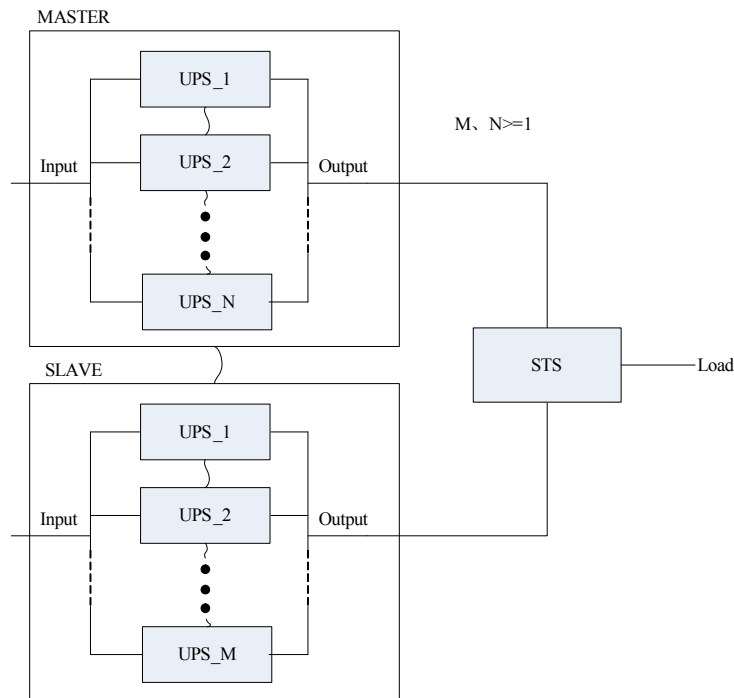 MASTER
UPS_1
M、N>=1
Input
UPS_2
Output
UPS_N
SLAVE
STS
Load
UPS_1
Input
UPS_2
Output
UPS_M